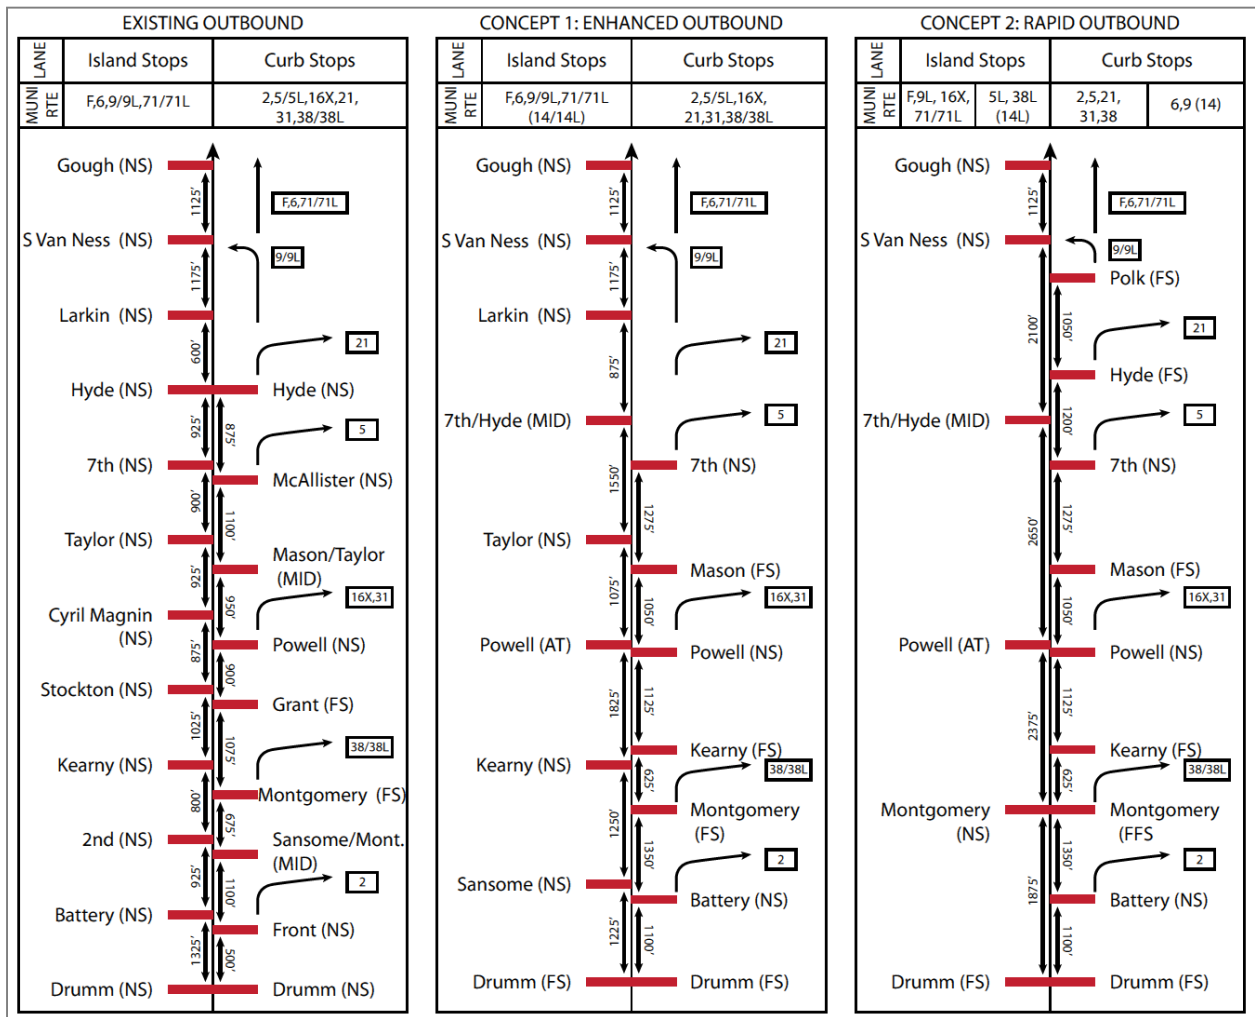 EXISTING OUTBOUND
LANE
Island Stops
Curb Stops
MUNI
RTE
F,6,9/9L,71/71L
2,5/5L,16X,21,
31,38/38L
Gough (NS)
1125'
F,6,71/71L
S Van Ness (NS)
9/9L
1175'
Larkin (NS)
21
600'
Hyde (NS)
Hyde (NS)
925'
875'
5
7th (NS)
McAllister (NS)
900'
1100'
Taylor (NS)
Mason/Taylor
(MID)
925'
950'
16X,31
Cyril Magnin
(NS)
Powell (NS)
875'
900'
Stockton (NS)
Grant (FS)
1025'
1075'
38/38L
Kearny (NS)
Montgomery (FS)
800'
675'
2nd (NS)
Sansome/Mont.
(MID)
925'
1100'
2
Battery (NS)
Front (NS)
1325'
500'
Drumm (NS)
Drumm (NS)
CONCEPT 1: ENHANCED OUTBOUND
LANE
Island Stops
Curb Stops
MUNI
RTE
F,6,9/9L,71/71L
(14/14L)
2,5/5L,16X,
21,31,38/38L
Gough (NS)
1125'
F,6,71/71L
S Van Ness (NS)
9/9L
1175'
Larkin (NS)
21
875'
7th/Hyde (MID)
5
7th (NS)
1550'
1275'
Taylor (NS)
Mason (FS)
1075'
1050'
16X,31
Powell (AT)
Powell (NS)
1825'
1125'
Kearny (FS)
Kearny (NS)
625'
38/38L
Montgomery
(FS)
1250'
1350'
2
Sansome (NS)
Battery (NS)
1225'
1100'
Drumm (FS)
Drumm (FS)
CONCEPT 2: RAPID OUTBOUND
LANE
Island Stops
Curb Stops
MUNI
RTE
F,9L, 16X,
71/71L
5L, 38L
(14L)
2,5,21,
31,38
6,9 (14)
Gough (NS)
1125'
F,6,71/71L
S Van Ness (NS)
9/9L
Polk (FS)
2100'
1050'
21
Hyde (FS)
7th/Hyde (MID)
1200'
5
7th (NS)
2650'
1275'
Mason (FS)
1050'
16X,31
Powell (AT)
Powell (NS)
2375'
1125'
Kearny (FS)
625'
38/38L
Montgomery
(NS)
Montgomery
(FFS
1875'
1350'
2
Battery (NS)
1100'
Drumm (FS)
Drumm (FS)